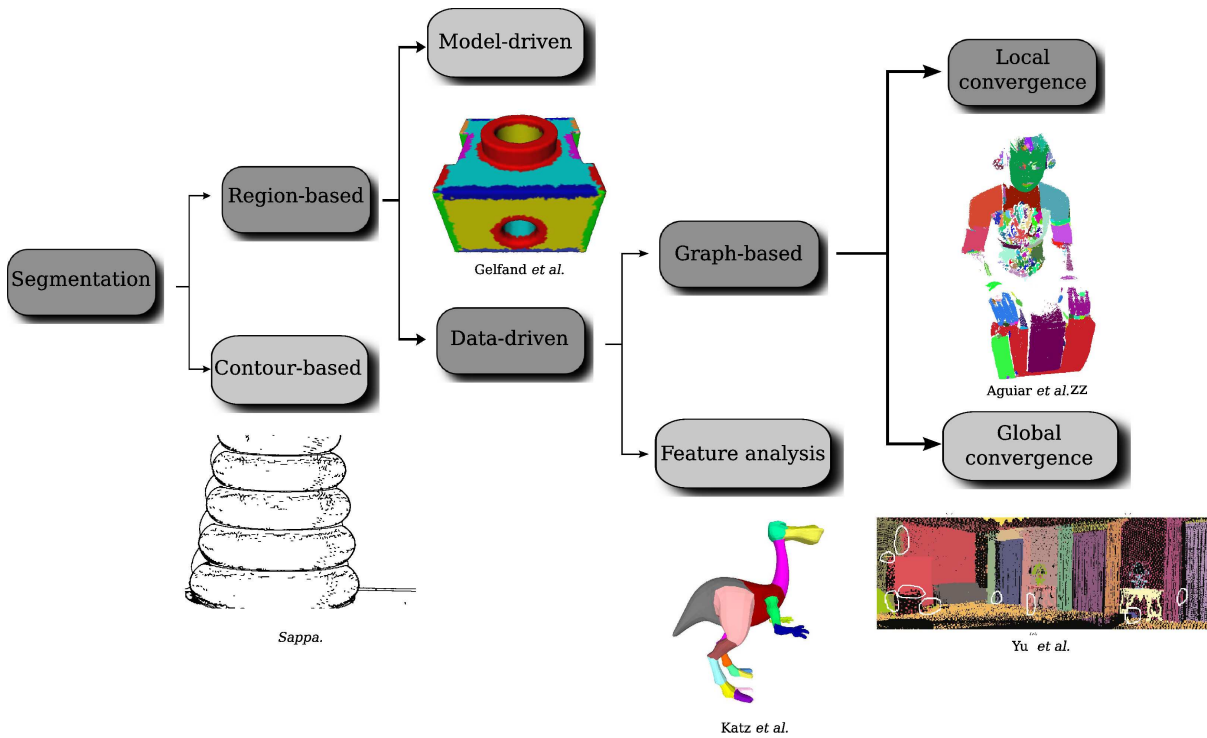 Segmentation
Region-based
Contour-based
Sappa.
Model-driven
Gelfand et al.
Data-driven
Graph-based
Feature analysis
Katz et al.
Local
convergence
Aguiar et al.ZZ
Global
convergence
Yu et al.